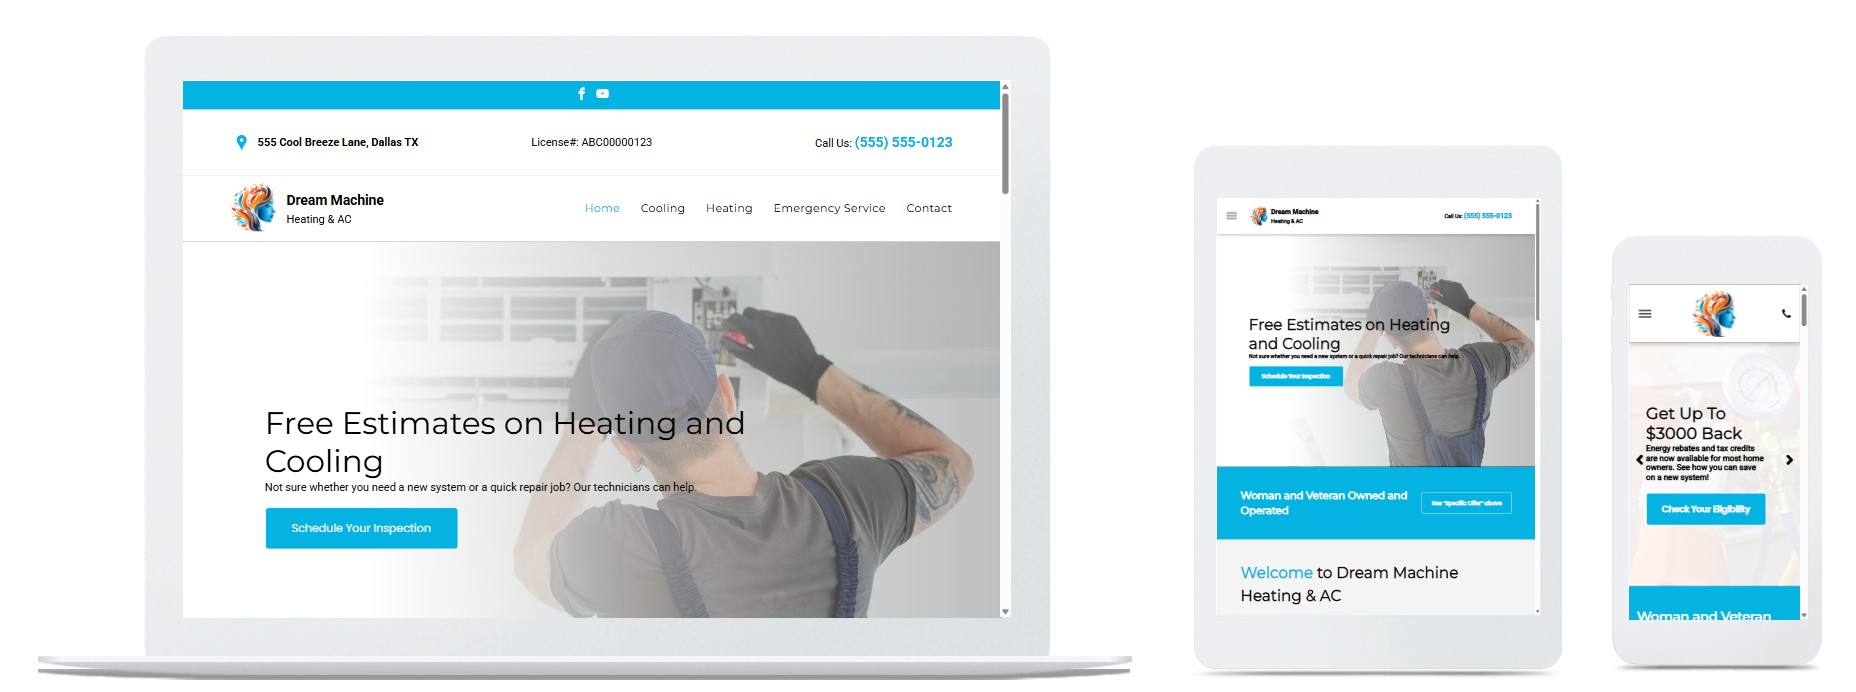 555 Cool Breeze Lane, Dallas TX
License#: ABC00000123
Call Us: (555) 555-0123
Dream Machine
Heating & AC
Home
Cooling
Heating
Emergency Service
Contact
Free Estimates on Heating and
Cooling
Not sure whether you need a new system or a quick repair job? Our technicians can help.
Schedule Your Inspection
Dream Machine
Heating & AC
Call Us: (555) 555-0123
Free Estimates on Heating
and Cooling
Not sure whether you need a new system or a quick repair job? Our technicians can help.
Schedule Your Inspection
Woman and Veteran Owned and
Operated
See "Specific Offer" above
Welcome to Dream Machine
Heating & AC
Get Up To
$3000 Back
Energy rebates and tax credits
are now available for most home
owners. See how you can save
on a new system!
Check Your Eligibility
Woman and Veteran